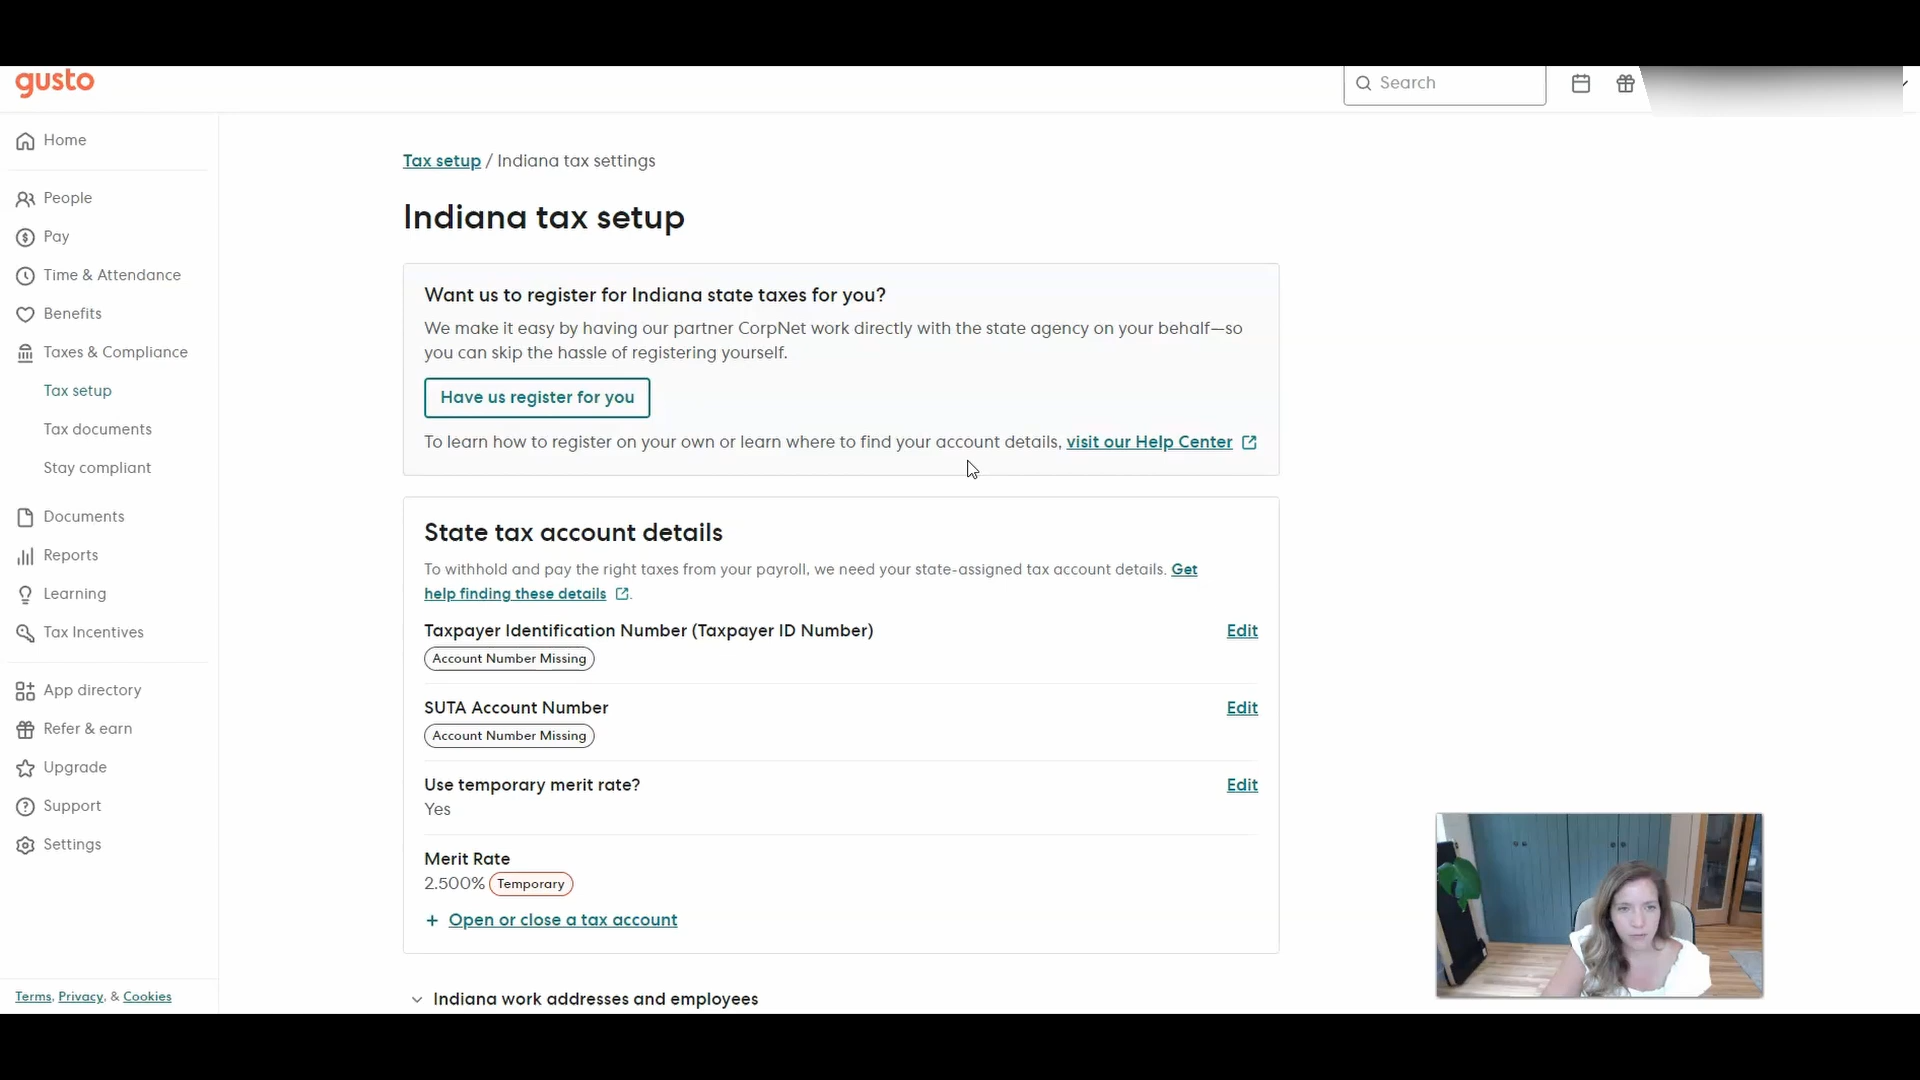 gusto
Search
Home
People
Pay
Time & Attendance
Benefits
Taxes & Compliance
Tax setup
Tax documents
Stay compliant
Documents
Reports
Learning
Tax Incentives
App directory
Refer & earn
Upgrade
Support
Settings
Terms, Privacy, & Cookies
Tax setup / Indiana tax settings
Indiana tax setup
Want us to register for Indiana state taxes for you?
We make it easy by having our partner CorpNet work directly with the state agency on your behalf—so
you can skip the hassle of registering yourself.
Have us register for you
To learn how to register on your own or learn where to find your account details, visit our Help Center
State tax account details
To withhold and pay the right taxes from your payroll, we need your state-assigned tax account details. Get
help finding these details.
Taxpayer Identification Number (Taxpayer ID Number) Edit
Account Number Missing
SUTA Account Number Edit
Account Number Missing
Use temporary merit rate? Edit
Yes
Merit Rate
2.500% Temporary
+ Open or close a tax account
Indiana work addresses and employees